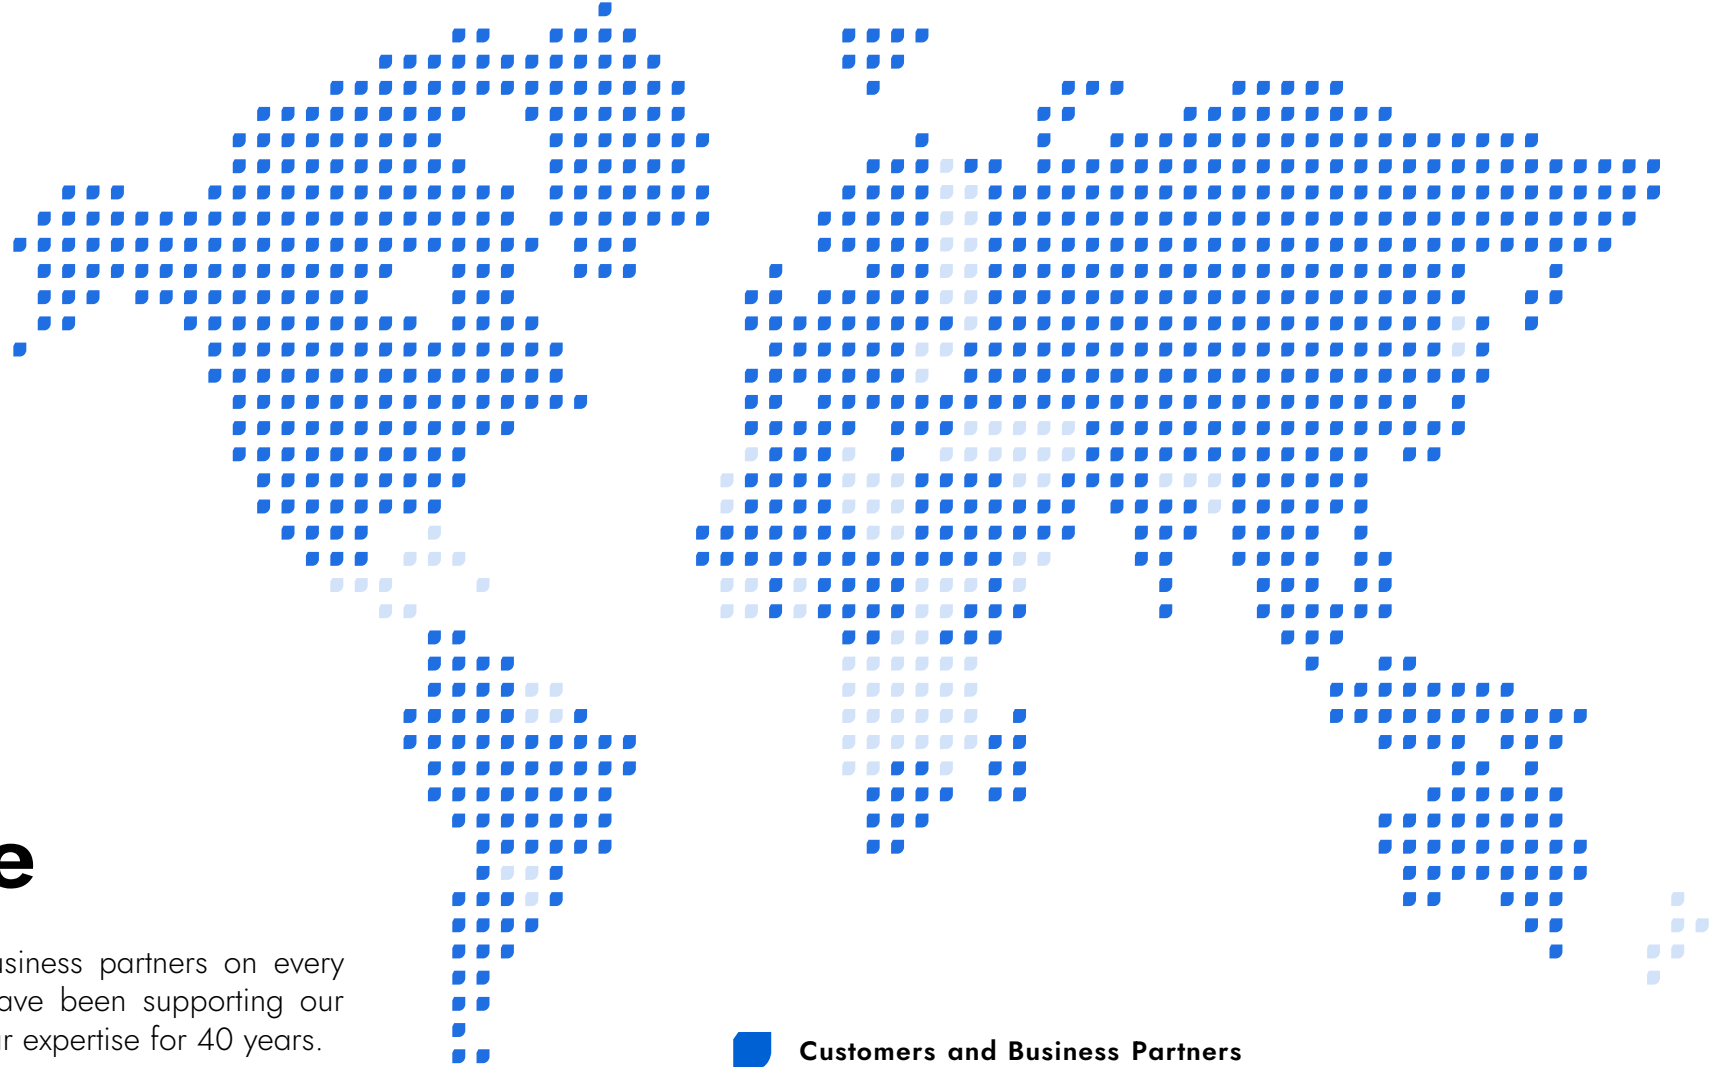 e
usiness partners on every
ave been supporting our
r expertise for 40 years.
Customers and Business Partners